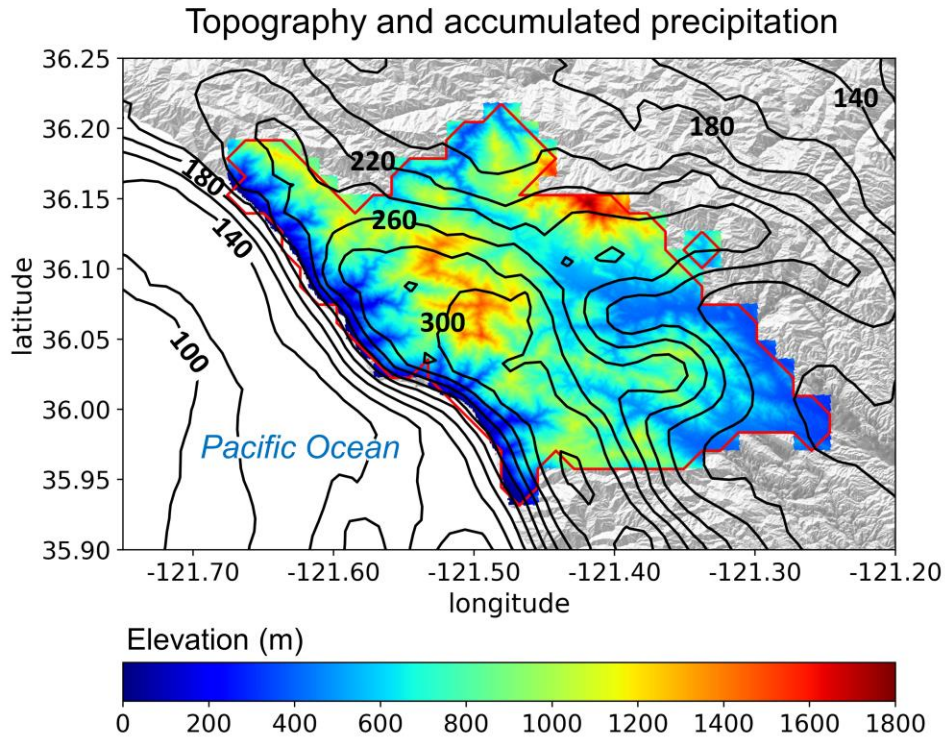 Topography and accumulated precipitation
36.25
36.20
36.15
36.10
36.05
36.00
35.95
35.90
latitude
140
180
220
180
260
140
300
100
Pacific Ocean
-121.70 -121.60 -121.50 -121.40 -121.30 -121.20
longitude
Elevation (m)
0 200 400 600 800 1000 1200 1400 1600 1800